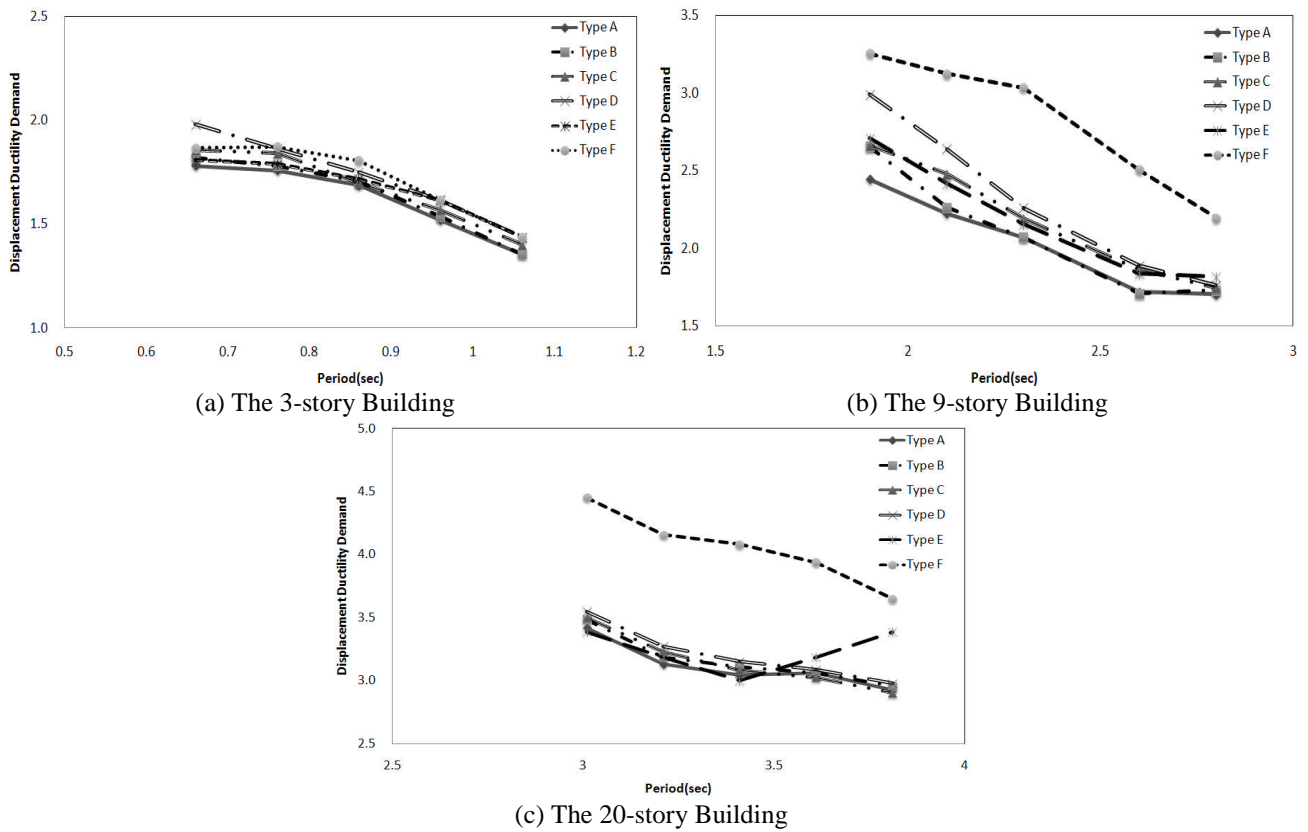 2.5
2.0
1.5
1.0
Displacement Ductility Demand
Type A
Type B
Type C
Type D
Type E
Type F
0.5 0.6 0.7 0.8 0.9 1 1.1 1.2
Period(sec)
(a) The 3-story Building
3.5
3.0
2.5
2.0
1.5
Displacement Ductility Demand
Type A
Type B
Type C
Type D
Type E
Type F
1.5 2 2.5 3
Period(sec)
(b) The 9-story Building
5.0
4.5
4.0
3.5
3.0
2.5
Displacement Ductility Demand
Type A
Type B
Type C
Type D
Type E
Type F
2.5 3 3.5 4
Period(sec)
(c) The 20-story Building